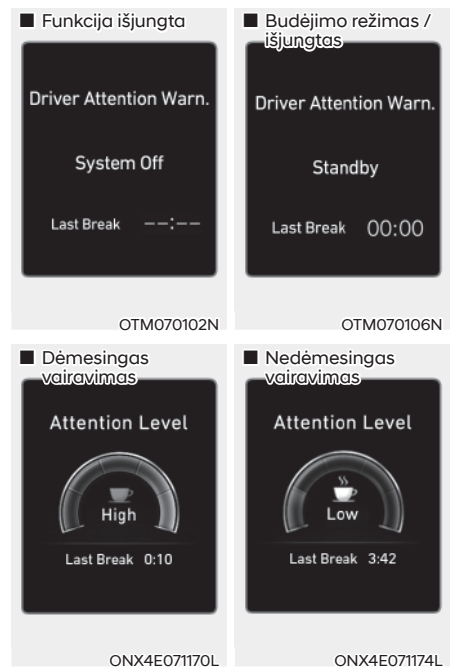 ■ Funkcija išjungta
Driver Attention Warn.
System Off
Last Break --:--
OTM070102N
■ Budėjimo režimas /
išjungtas
Driver Attention Warn.
Standby
Last Break 00:00
OTM070106N
■ Dėmesingas
vairavimas
Attention Level
High
Last Break 0:10
ONX4E071170L
■ Nedėmesingas
vairavimas
Attention Level
Low
Last Break 3:42
ONX4E071174L